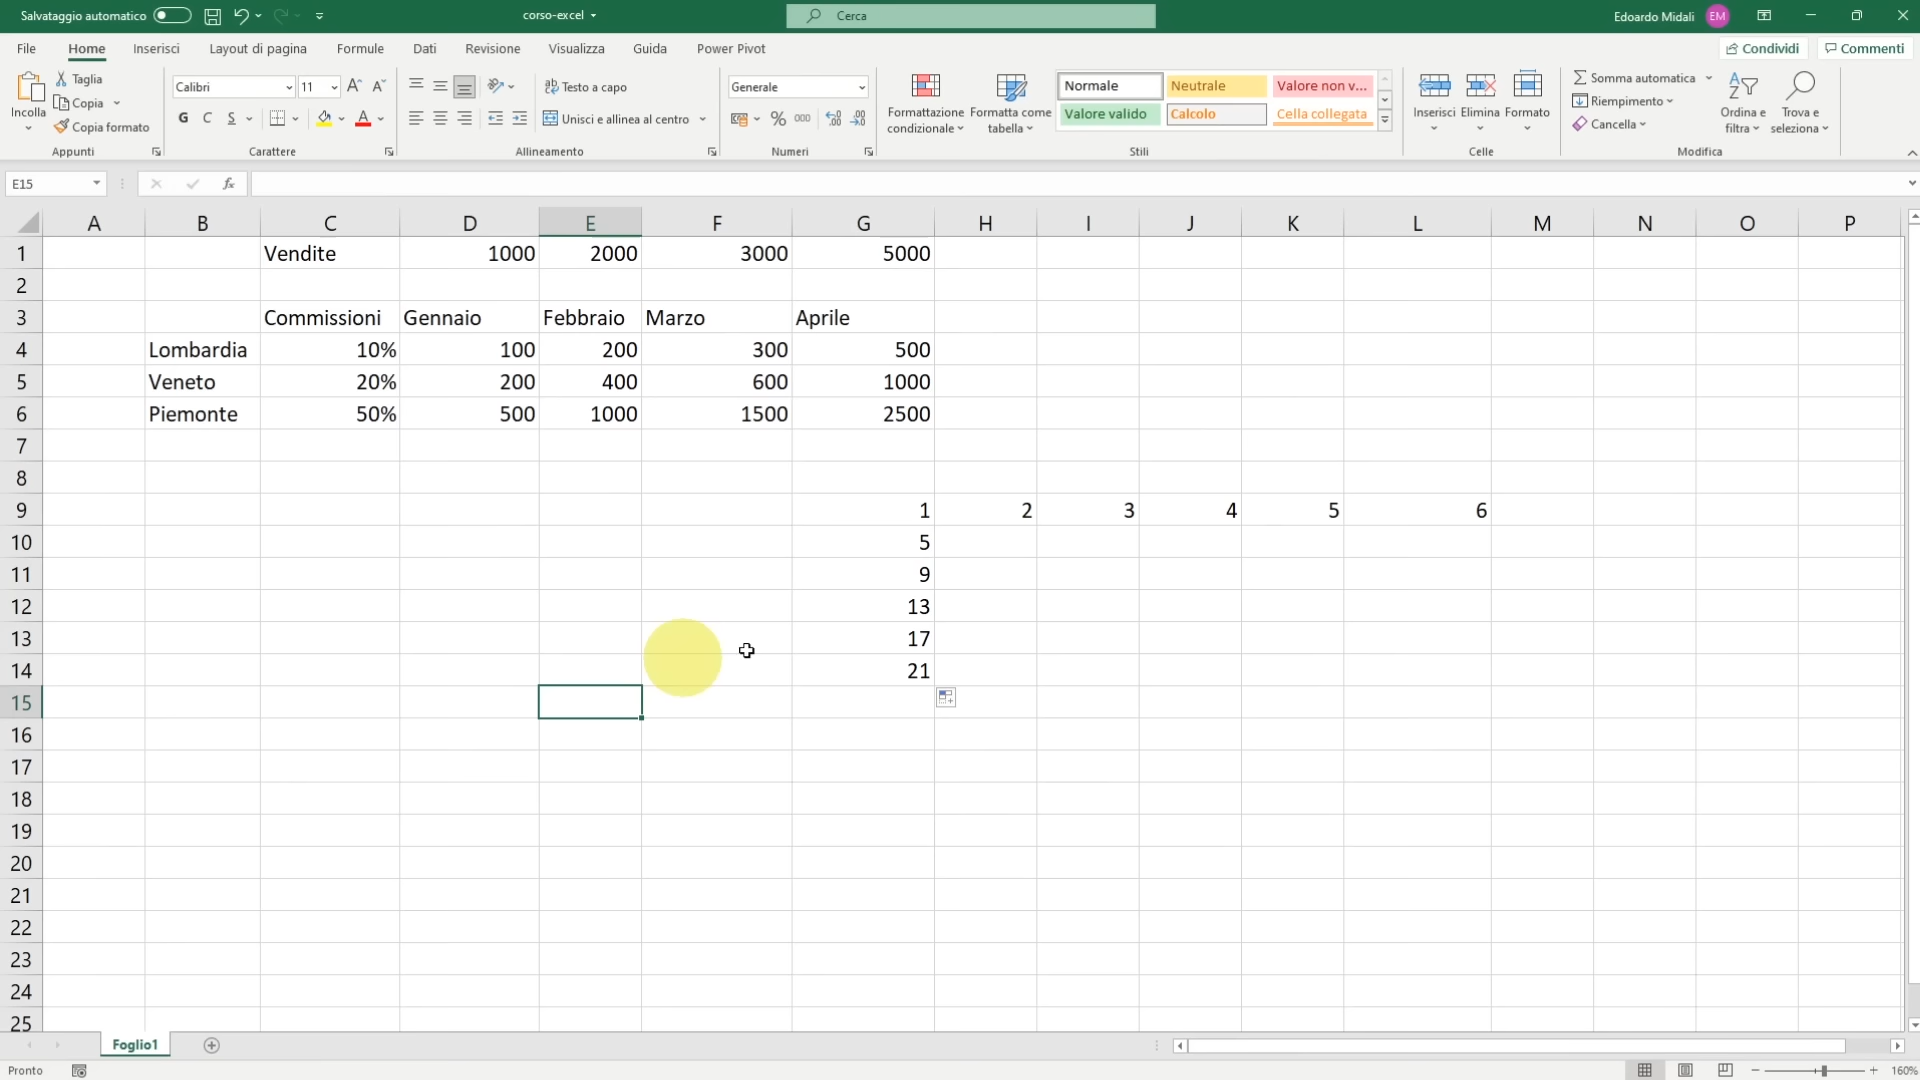 Salvataggio automatico
corso-excel
Cerca
Edoardo Midali EM
File Home Inserisci Layout di pagina Formule Dati Revisione Visualizza Guida Power Pivot Condividi Commenti
Incolla Taglia
Copia
Copia formato
Appunti
Calibri 11 A A
G C S A
Carattere
ab Testo a capo
Unisci e allinea al centro
Allineamento
Generale
% 000
Numeri
Formattazione condizionale
Formatta come tabella
Normale Neutrale Valore non v...
Valore valido Calcolo Cella collegata
Stili
Inserisci Elimina Formato
Celle
Somma automatica
Riempimento
Cancella
Ordina e filtra
Trova e seleziona
Modifica
E15 fx
A B C D E F G H I J K L M N O P
1 Vendite 1000 2000 3000 5000
2
3 Commissioni Gennaio Febbraio Marzo Aprile
4 Lombardia 10% 100 200 300 500
5 Veneto 20% 200 400 600 1000
6 Piemonte 50% 500 1000 1500 2500
7
8
9 1 2 3 4 5 6
10 5
11 9
12 13
13 17
14 21
15
16
17
18
19
20
21
22
23
24
25
Foglio1
Pronto 160%